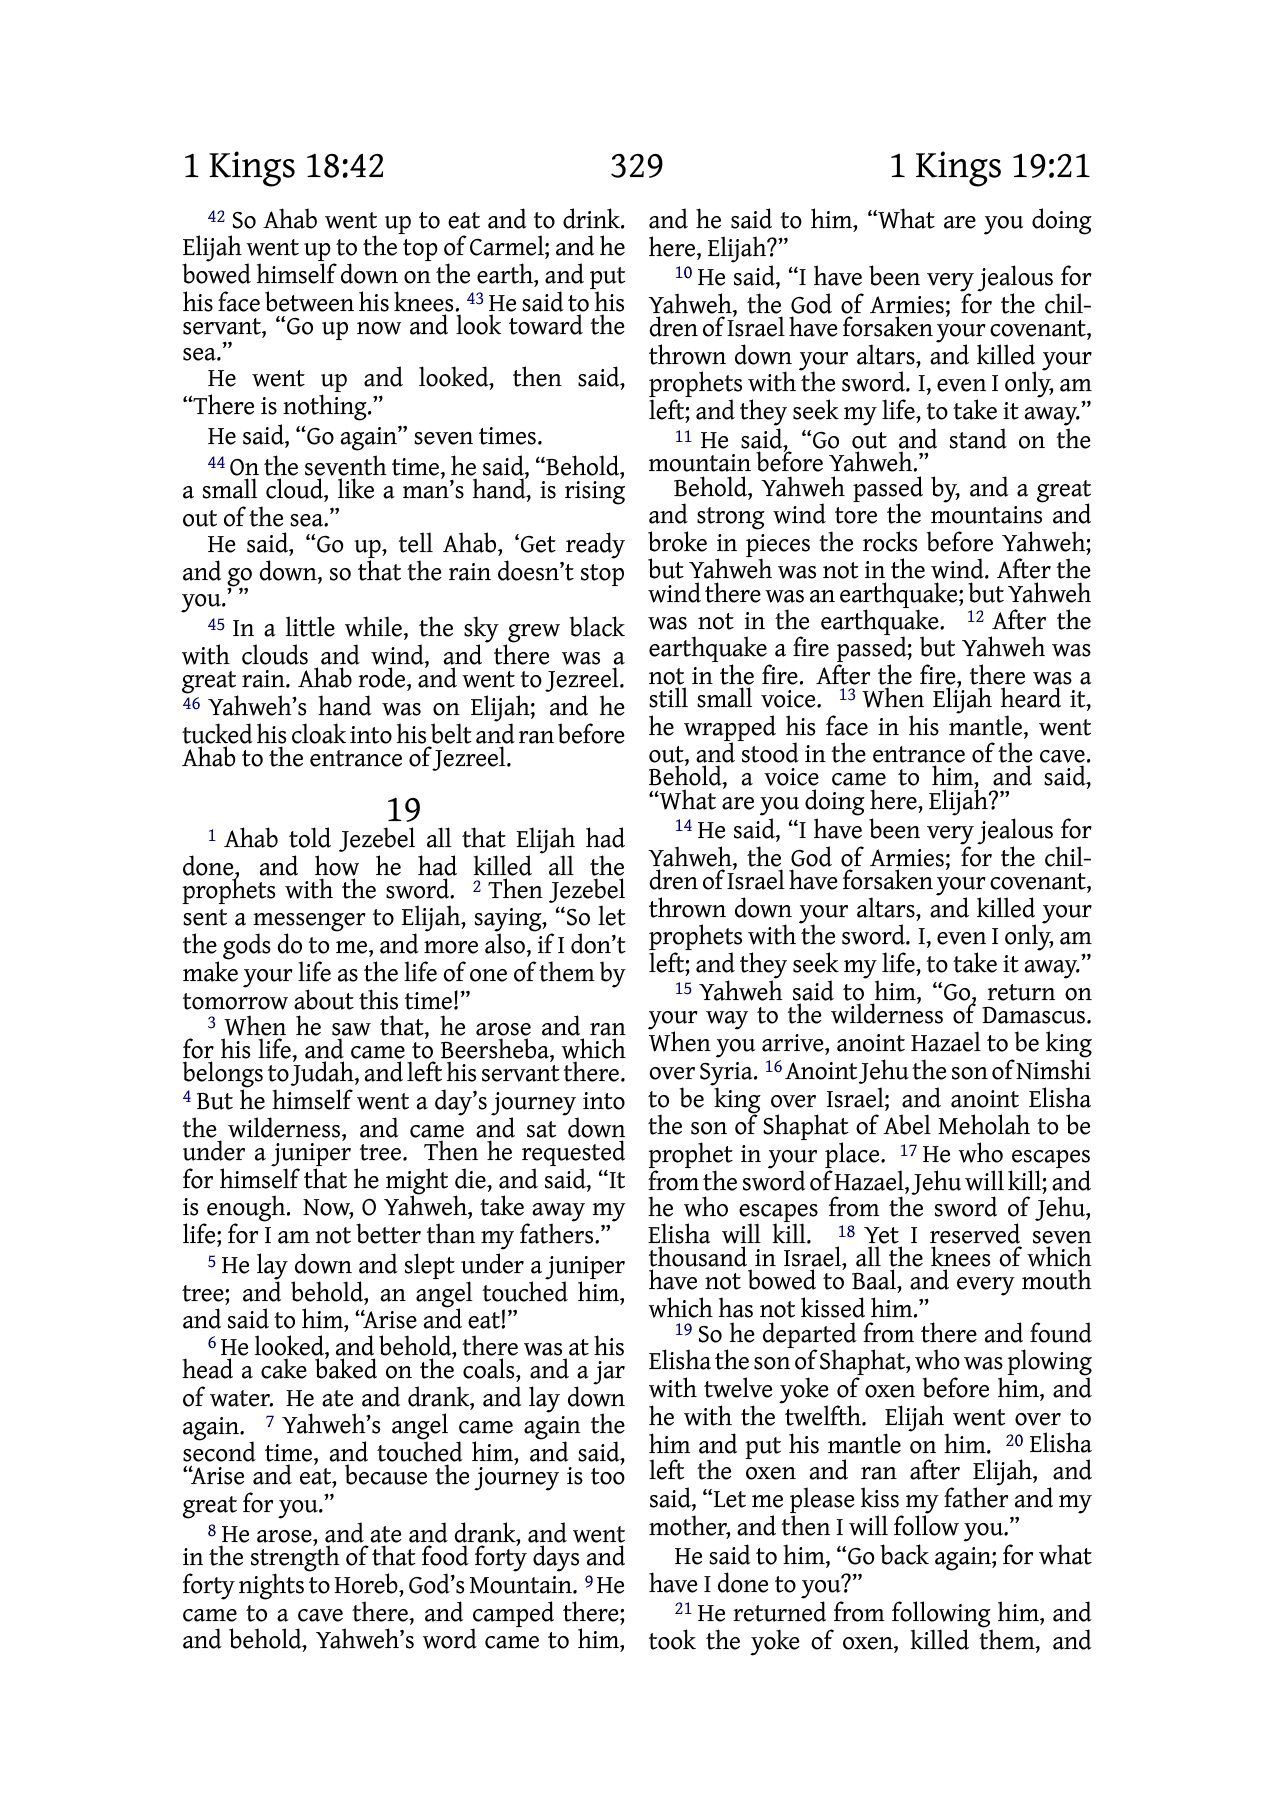 1 Kings 18:42
329
1 Kings 19:21
42 So Ahab went up to eat and to drink.
Elijah went up to the top of Carmel; and he
bowed himself down on the earth, and put
his face between his knees. 43 He said to his
servant, “Go up now and look toward the
sea.”
He went up and looked, then said,
“There is nothing.”
He said, “Go again” seven times.
44 On the seventh time, he said, “Behold,
a small cloud, like a man’s hand, is rising
out of the sea.”
He said, “Go up, tell Ahab, ‘Get ready
and go down, so that the rain doesn’t stop
you.’ ”
45 In a little while, the sky grew black
with clouds and wind, and there was a
great rain. Ahab rode, and went to Jezreel.
46 Yahweh’s hand was on Elijah; and he
tucked his cloak into his belt and ran before
Ahab to the entrance of Jezreel.
19
1 Ahab told Jezebel all that Elijah had
done, and how he had killed all the
prophets with the sword. 2 Then Jezebel
sent a messenger to Elijah, saying, “So let
the gods do to me, and more also, if I don’t
make your life as the life of one of them by
tomorrow about this time!”
3 When he saw that, he arose and ran
for his life, and came to Beersheba, which
belongs to Judah, and left his servant there.
4 But he himself went a day’s journey into
the wilderness, and came and sat down
under a juniper tree. Then he requested
for himself that he might die, and said, “It
is enough. Now, O Yahweh, take away my
life; for I am not better than my fathers.”
5 He lay down and slept under a juniper
tree; and behold, an angel touched him,
and said to him, “Arise and eat!”
6 He looked, and behold, there was at his
head a cake baked on the coals, and a jar
of water. He ate and drank, and lay down
again. 7 Yahweh’s angel came again the
second time, and touched him, and said,
“Arise and eat, because the journey is too
great for you.”
8 He arose, and ate and drank, and went
in the strength of that food forty days and
forty nights to Horeb, God’s Mountain. 9 He
came to a cave there, and camped there;
and behold, Yahweh’s word came to him,
and he said to him, “What are you doing
here, Elijah?”
10 He said, “I have been very jealous for
Yahweh, the God of Armies; for the chil-
dren of Israel have forsaken your covenant,
thrown down your altars, and killed your
prophets with the sword. I, even I only, am
left; and they seek my life, to take it away.”
11 He said, “Go out and stand on the
mountain before Yahweh.”
Behold, Yahweh passed by, and a great
and strong wind tore the mountains and
broke in pieces the rocks before Yahweh;
but Yahweh was not in the wind. After the
wind there was an earthquake; but Yahweh
was not in the earthquake. 12 After the
earthquake a fire passed; but Yahweh was
not in the fire. After the fire, there was a
still small voice. 13 When Elijah heard it,
he wrapped his face in his mantle, went
out, and stood in the entrance of the cave.
Behold, a voice came to him, and said,
“What are you doing here, Elijah?”
14 He said, “I have been very jealous for
Yahweh, the God of Armies; for the chil-
dren of Israel have forsaken your covenant,
thrown down your altars, and killed your
prophets with the sword. I, even I only, am
left; and they seek my life, to take it away.”
15 Yahweh said to him, “Go, return on
your way to the wilderness of Damascus.
When you arrive, anoint Hazael to be king
over Syria. 16 Anoint Jehu the son of Nimshi
to be king over Israel; and anoint Elisha
the son of Shaphat of Abel Meholah to be
prophet in your place. 17 He who escapes
from the sword of Hazael, Jehu will kill; and
he who escapes from the sword of Jehu,
Elisha will kill. 18 Yet I reserved seven
thousand in Israel, all the knees of which
have not bowed to Baal, and every mouth
which has not kissed him.”
19 So he departed from there and found
Elisha the son of Shaphat, who was plowing
with twelve yoke of oxen before him, and
he with the twelfth. Elijah went over to
him and put his mantle on him. 20 Elisha
left the oxen and ran after Elijah, and
said, “Let me please kiss my father and my
mother, and then I will follow you.”
He said to him, “Go back again; for what
have I done to you?”
21 He returned from following him, and
took the yoke of oxen, killed them, and